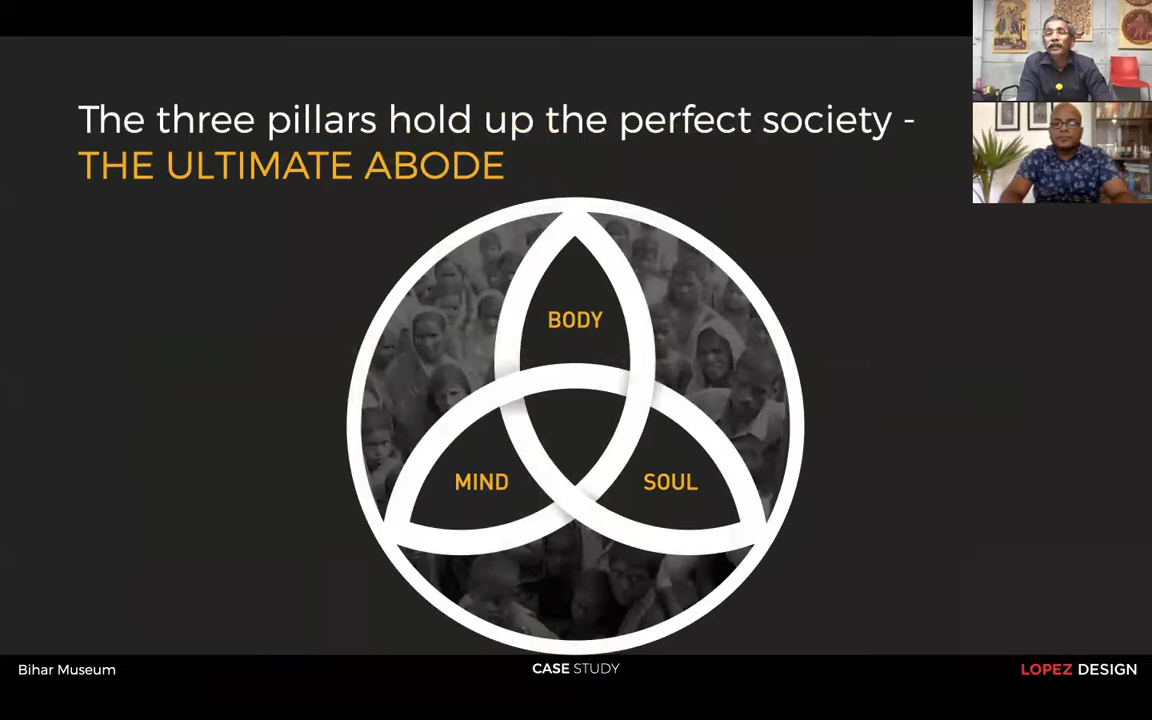 The three pillars hold up the perfect society -
THE ULTIMATE ABODE
BODY
MIND
SOUL
Bihar Museum
CASE STUDY
LOPEZ DESIGN